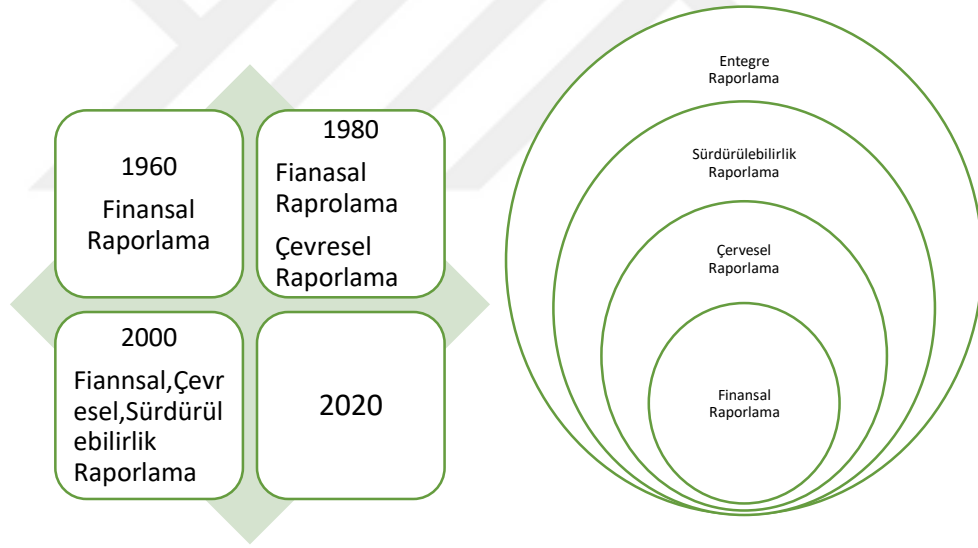 1960
Finansal
Raporlama
1980
Fianasal
Raprolama
Çevresel
Raporlama
2000
Fiannsal,Çevr
esel,Sürdürül
ebilirlik
Raporlama
2020
Entegre
Raporlama
Sürdürülebilirlik
Raporlama
Çervesel
Raporlama
Finansal
Raporlama